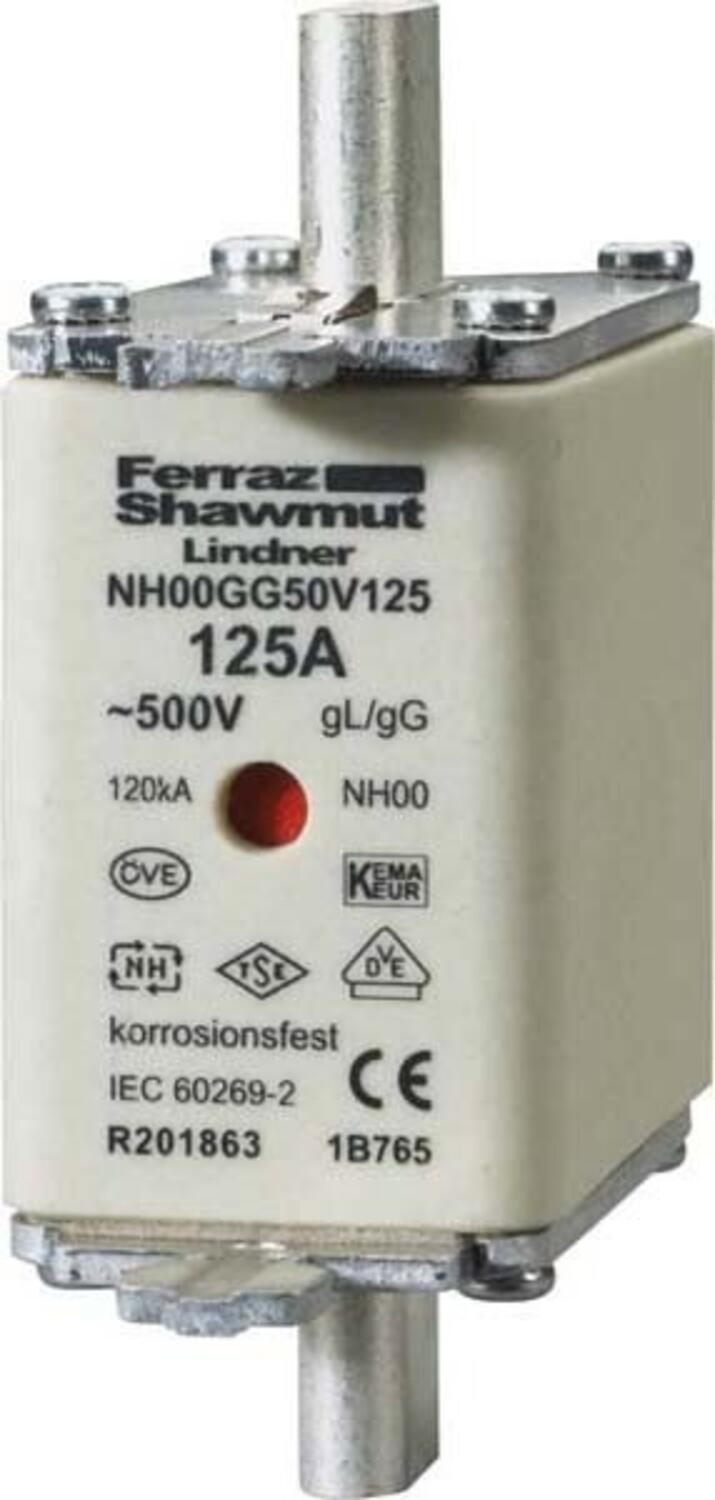 Ferraz
Shawmut
Lindner
NH00GG50V125
125A
~500V gL/gG
120kA NH00
ÖVE KEMA EUR
NH TSE DVE
korrosionsfest
IEC 60269-2 CE
R201863 1B765